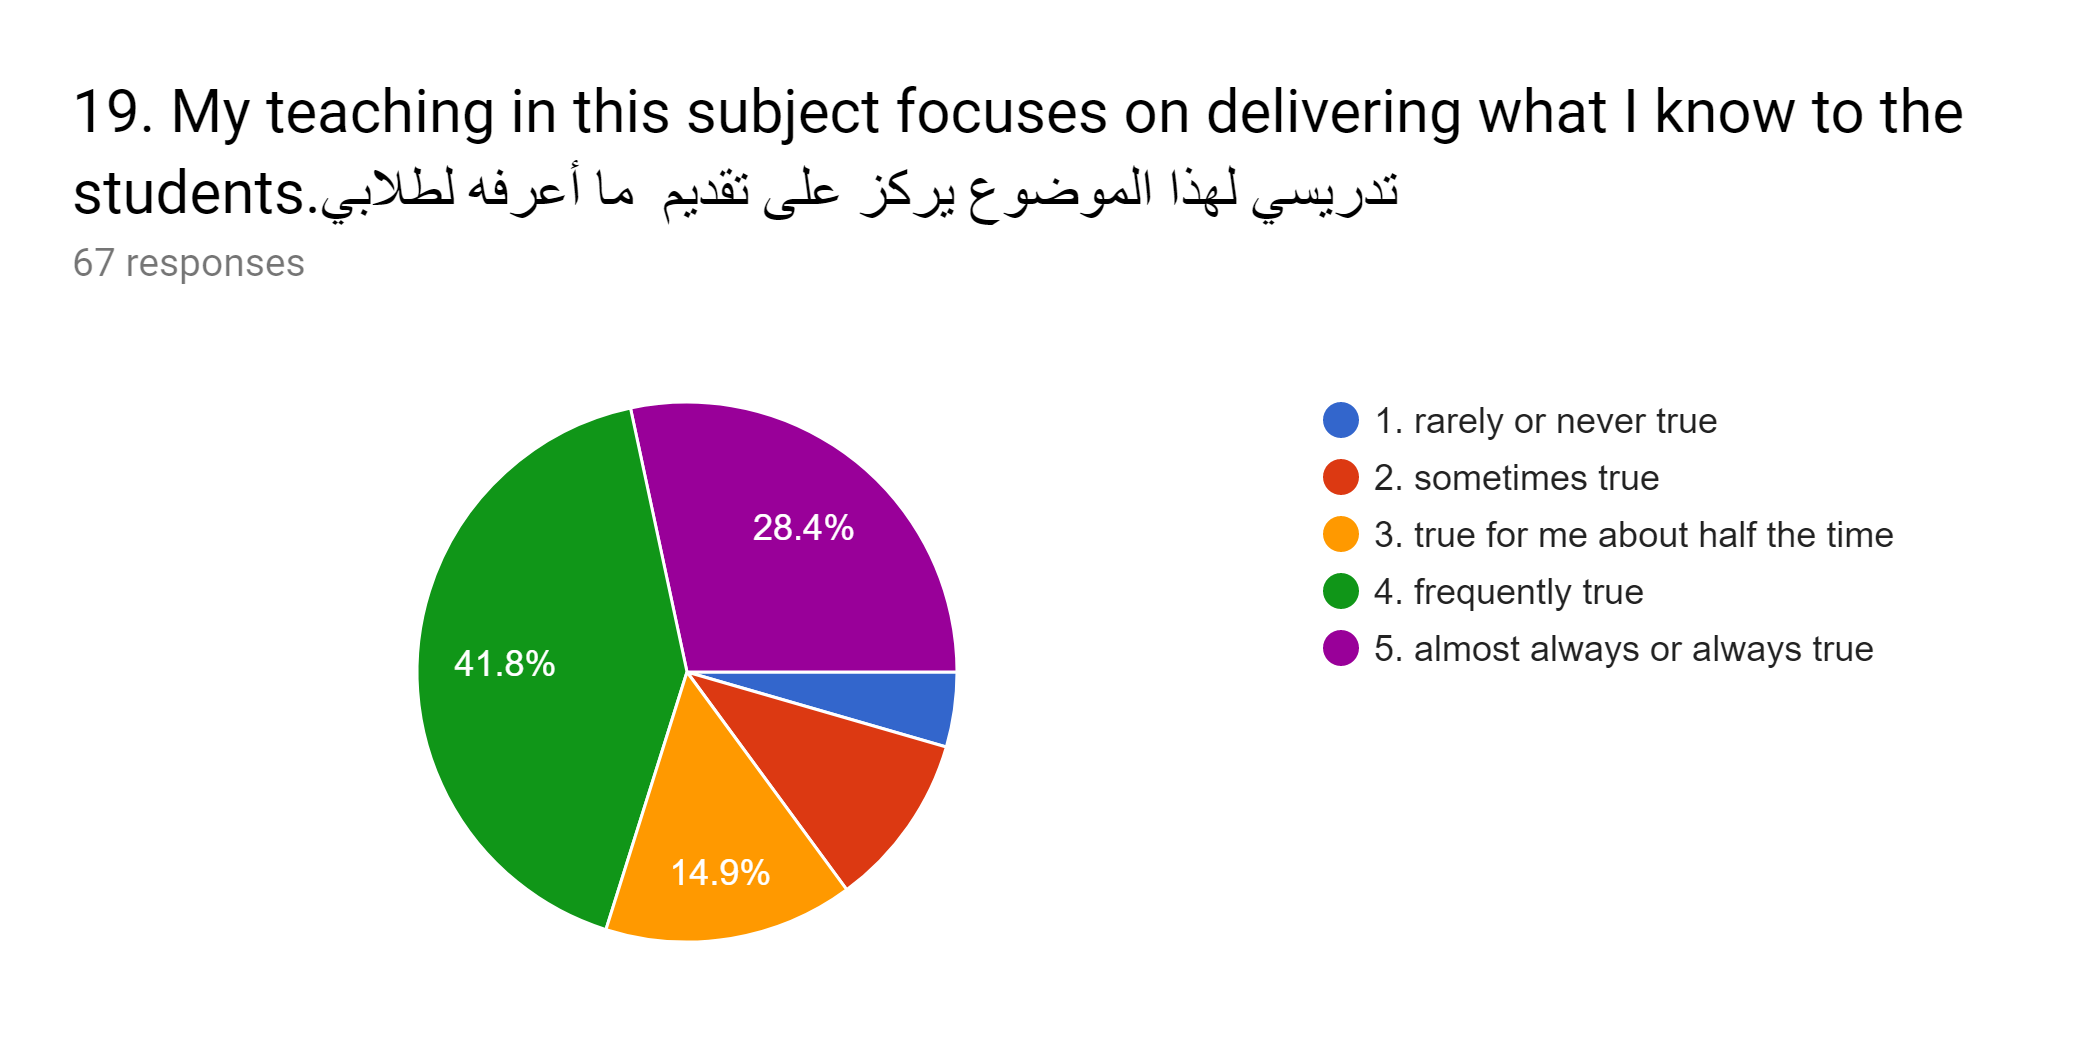 19. My teaching in this subject focuses on delivering what I know to the
students.تدريسي لهذا الموضوع يركز على تقديم  ما أعرفه لطلابي
67 responses
28.4%
41.8%
14.9%
1. rarely or never true
2. sometimes true
3. true for me about half the time
4. frequently true
5. almost always or always true